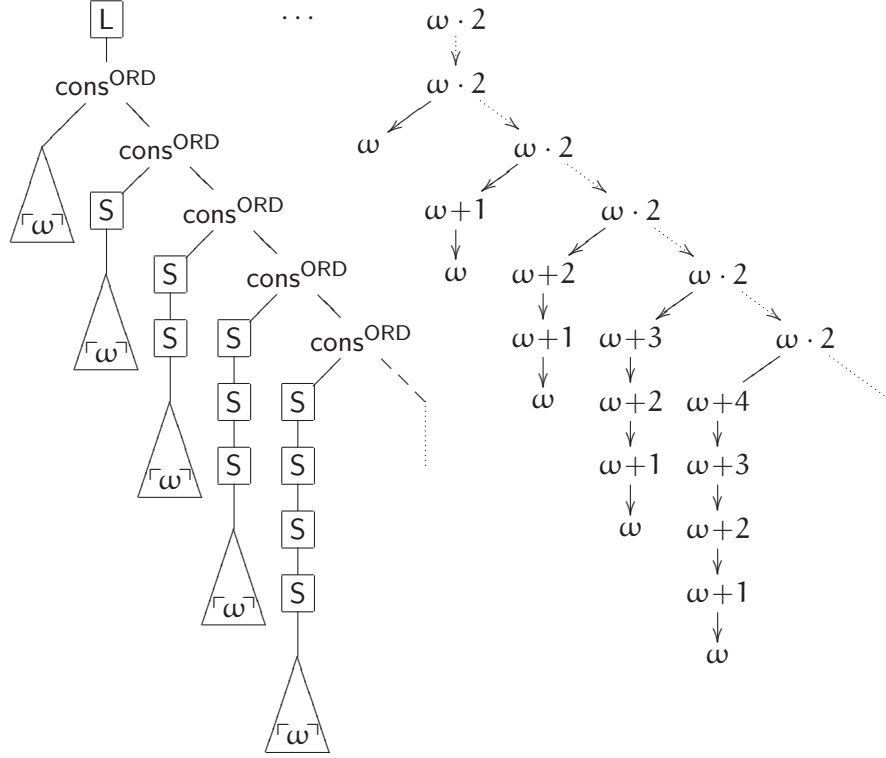 L ⋯ ω · 2
cons^ORD ω · 2
cons^ORD ω ω · 2
S ω+1 ω · 2
⌜ω⌝ cons^ORD
S cons^ORD ω ω+2 ω · 2
S S cons^ORD ω+1 ω+3 ω · 2
⌜ω⌝
S S ω ω+2 ω+4
S S ω+1 ω+3
⌜ω⌝
S ω ω+2
S ω+1
⌜ω⌝
ω
⌜ω⌝